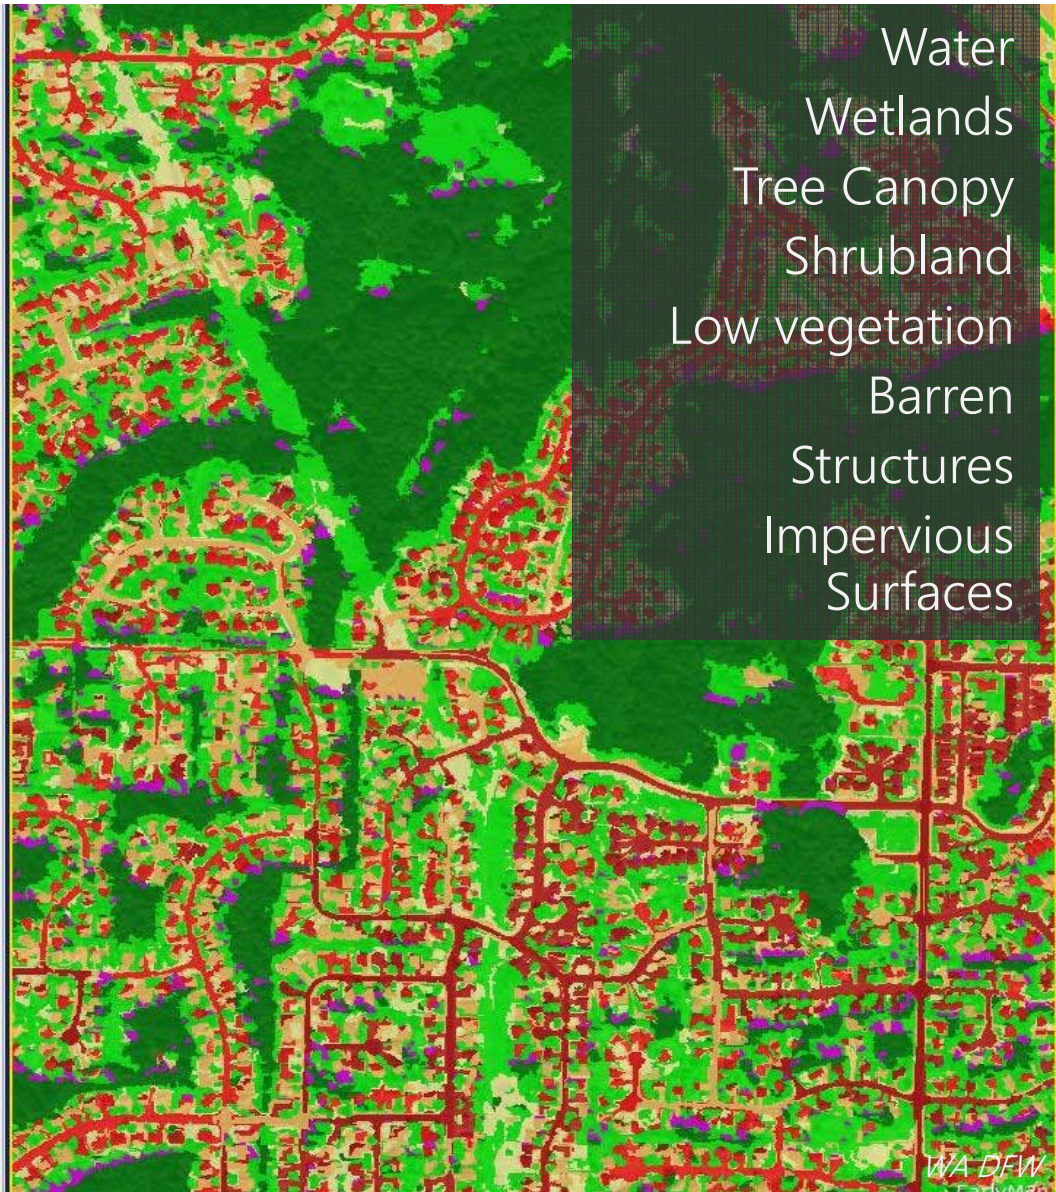 Water
Wetlands
Tree Canopy
Shrubland
Low vegetation
Barren
Structures
Impervious
Surfaces
WA DFW